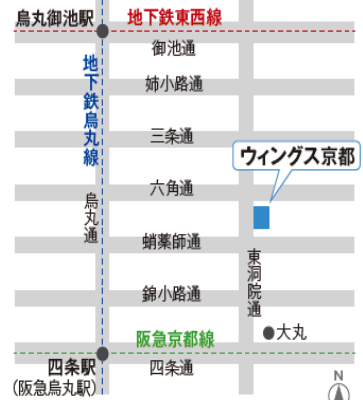 烏丸御池駅
地下鉄東西線
御池通
地下鉄烏丸線
姉小路通
三条通
ウィングス京都
六角通
烏丸通
蛸薬師通
東洞院通
錦小路通
大丸
阪急京都線
四条駅
(阪急烏丸駅)
四条通
N